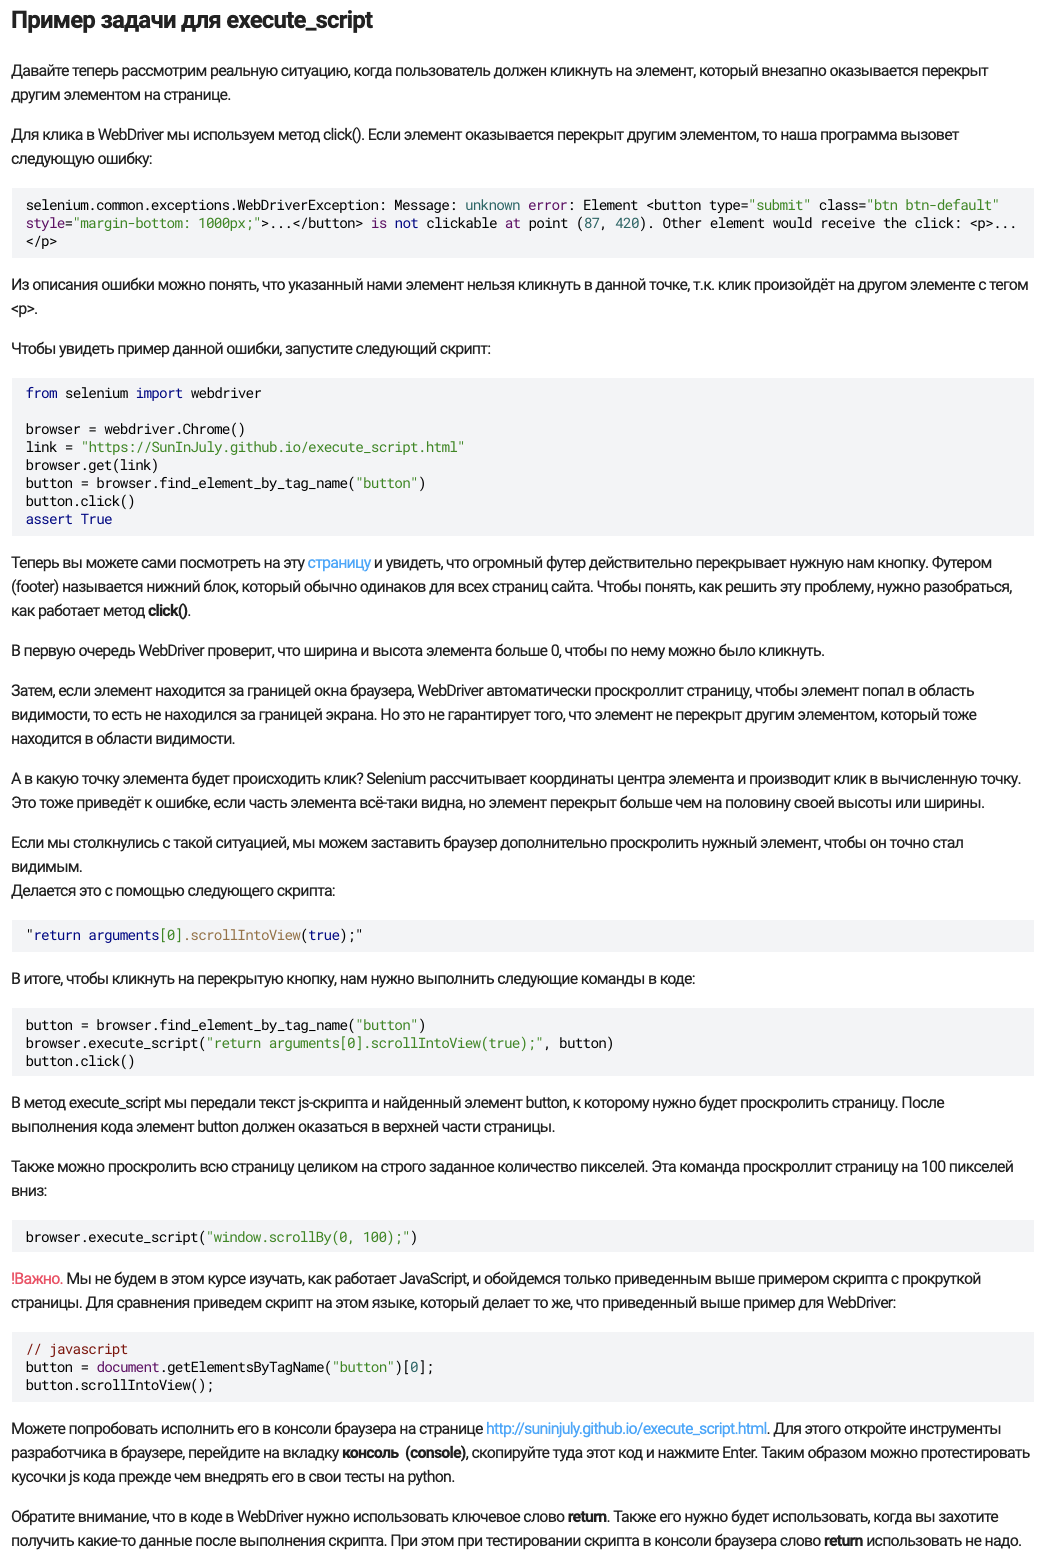 Пример задачи для execute_script
Давайте теперь рассмотрим реальную ситуацию, когда пользователь должен кликнуть на элемент, который внезапно оказывается перекрыт
другим элементом на странице.
Для клика в WebDriver мы используем метод click(). Если элемент оказывается перекрыт другим элементом, то наша программа вызовет
следующую ошибку:
selenium.common.exceptions.WebDriverException: Message: unknown error: Element <button type="submit" class="btn btn-default"
style="margin-bottom: 1000px;">...</button> is not clickable at point (87, 420). Other element would receive the click: <p>...
</p>
Из описания ошибки можно понять, что указанный нами элемент нельзя кликнуть в данной точке, т.к. клик произойдёт на другом элементе с тегом
<p>.
Чтобы увидеть пример данной ошибки, запустите следующий скрипт:
from selenium import webdriver
browser = webdriver.Chrome()
link = "https://SunInJuly.github.io/execute_script.html"
browser.get(link)
button = browser.find_element_by_tag_name("button")
button.click()
assert True
Теперь вы можете сами посмотреть на эту страницу и увидеть, что огромный футер действительно перекрывает нужную нам кнопку. Футером
(footer) называется нижний блок, который обычно одинаков для всех страниц сайта. Чтобы понять, как решить эту проблему, нужно разобраться,
как работает метод click().
В первую очередь WebDriver проверит, что ширина и высота элемента больше 0, чтобы по нему можно было кликнуть.
Затем, если элемент находится за границей окна браузера, WebDriver автоматически проскроллит страницу, чтобы элемент попал в область
видимости, то есть не находился за границей экрана. Но это не гарантирует того, что элемент не перекрыт другим элементом, который тоже
находится в области видимости.
А в какую точку элемента будет происходить клик? Selenium рассчитывает координаты центра элемента и производит клик в вычисленную точку.
Это тоже приведёт к ошибке, если часть элемента всё-таки видна, но элемент перекрыт больше чем на половину своей высоты или ширины.
Если мы столкнулись с такой ситуацией, мы можем заставить браузер дополнительно проскролить нужный элемент, чтобы он точно стал
видимым.
Делается это с помощью следующего скрипта:
"return arguments[0].scrollIntoView(true);"
В итоге, чтобы кликнуть на перекрытую кнопку, нам нужно выполнить следующие команды в коде:
button = browser.find_element_by_tag_name("button")
browser.execute_script("return arguments[0].scrollIntoView(true);", button)
button.click()
В метод execute_script мы передали текст js-скрипта и найденный элемент button, к которому нужно будет проскролить страницу. После
выполнения кода элемент button должен оказаться в верхней части страницы.
Также можно проскролить всю страницу целиком на строго заданное количество пикселей. Эта команда проскроллит страницу на 100 пикселей
вниз:
browser.execute_script("window.scrollBy(0, 100);")
!Важно. Мы не будем в этом курсе изучать, как работает JavaScript, и обойдемся только приведенным выше примером скрипта с прокруткой
страницы. Для сравнения приведем скрипт на этом языке, который делает то же, что приведенный выше пример для WebDriver:
// javascript
button = document.getElementsByTagName("button")[0];
button.scrollIntoView();
Можете попробовать исполнить его в консоли браузера на странице http://suninjuly.github.io/execute_script.html. Для этого откройте инструменты
разработчика в браузере, перейдите на вкладку консоль (console), скопируйте туда этот код и нажмите Enter. Таким образом можно протестировать
кусочки js кода прежде чем внедрять его в свои тесты на python.
Обратите внимание, что в коде в WebDriver нужно использовать ключевое слово return. Также его нужно будет использовать, когда вы захотите
получить какие-то данные после выполнения скрипта. При этом при тестировании скрипта в консоли браузера слово return использовать не надо.